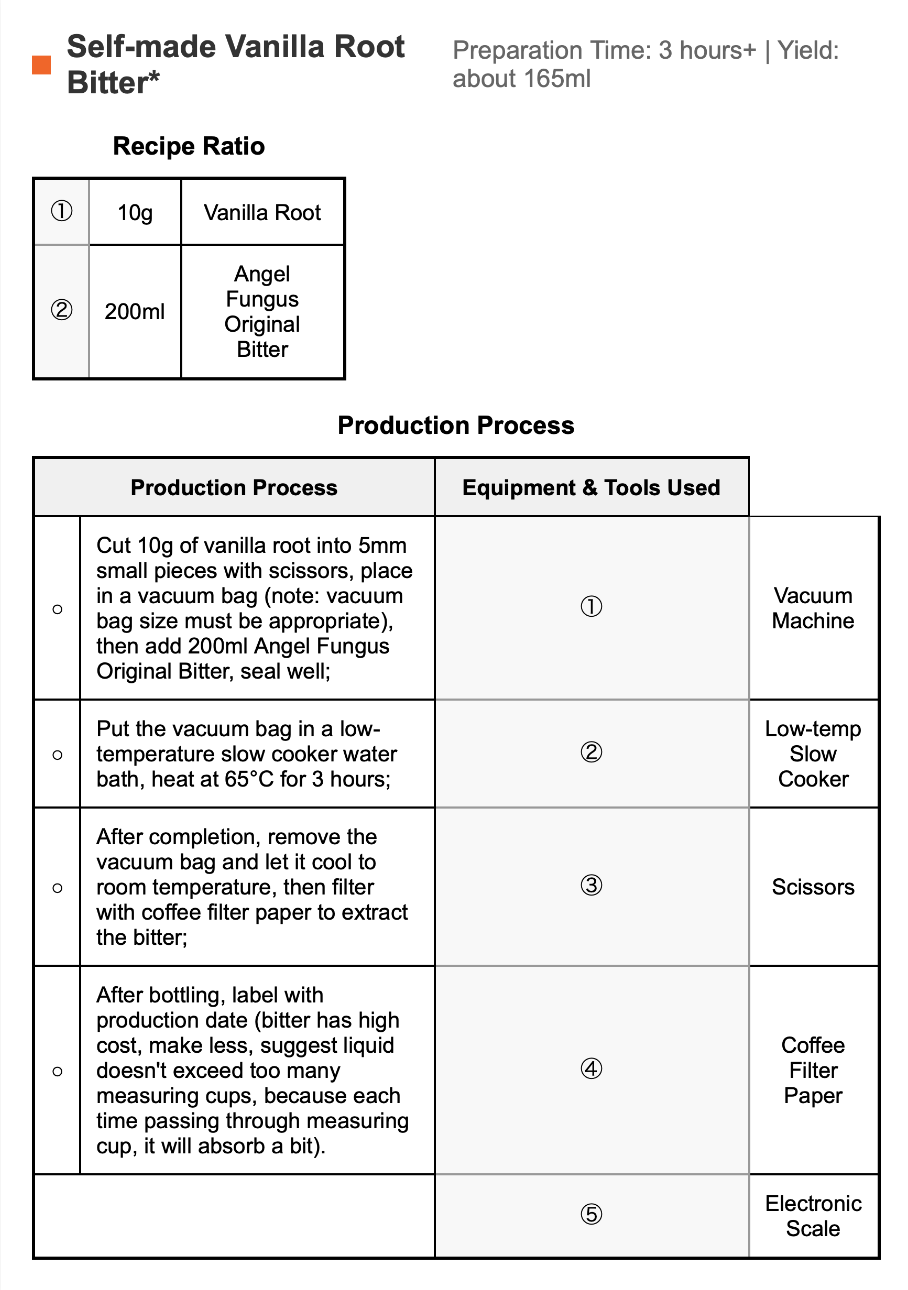 Self-made Vanilla Root
Bitter*
Preparation Time: 3 hours+ | Yield:
about 165ml
Recipe Ratio
① 10g Vanilla Root
② 200ml Angel
Fungus
Original
Bitter
Production Process
Production Process Equipment & Tools Used
○ Cut 10g of vanilla root into 5mm
small pieces with scissors, place
in a vacuum bag (note: vacuum
bag size must be appropriate),
then add 200ml Angel Fungus
Original Bitter, seal well;
① Vacuum
Machine
○ Put the vacuum bag in a low-
temperature slow cooker water
bath, heat at 65°C for 3 hours;
② Low-temp
Slow
Cooker
○ After completion, remove the
vacuum bag and let it cool to
room temperature, then filter
with coffee filter paper to extract
the bitter;
③ Scissors
○ After bottling, label with
production date (bitter has high
cost, make less, suggest liquid
doesn't exceed too many
measuring cups, because each
time passing through measuring
cup, it will absorb a bit).
④ Coffee
Filter
Paper
⑤ Electronic
Scale